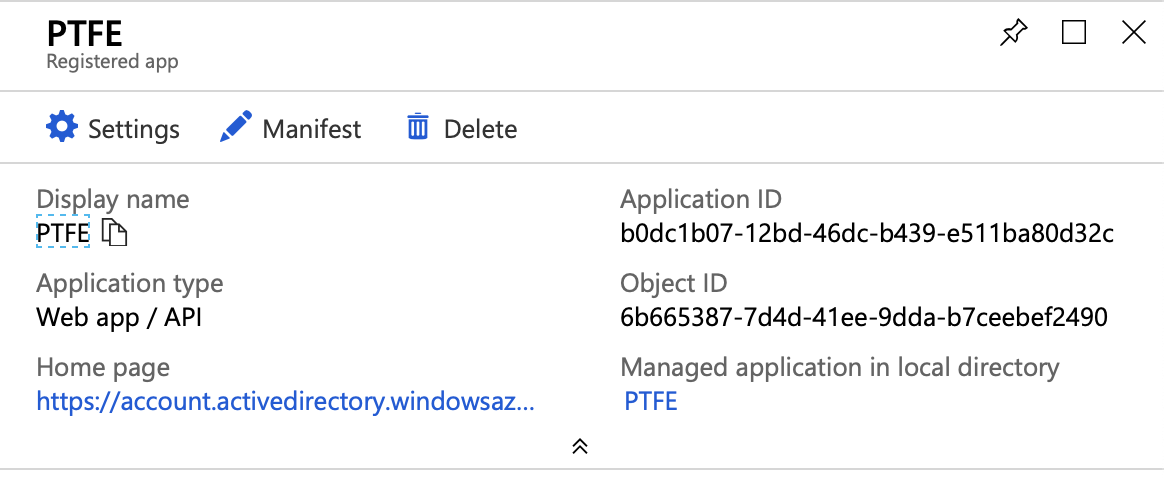 PTFE
Registered app
Settings Manifest Delete
Display name
PTFE
Application type
Web app / API
Home page
https://account.activedirectory.windowsaz...
Application ID
b0dc1b07-12bd-46dc-b439-e511ba80d32c
Object ID
6b665387-7d4d-41ee-9dda-b7ceebef2490
Managed application in local directory
PTFE